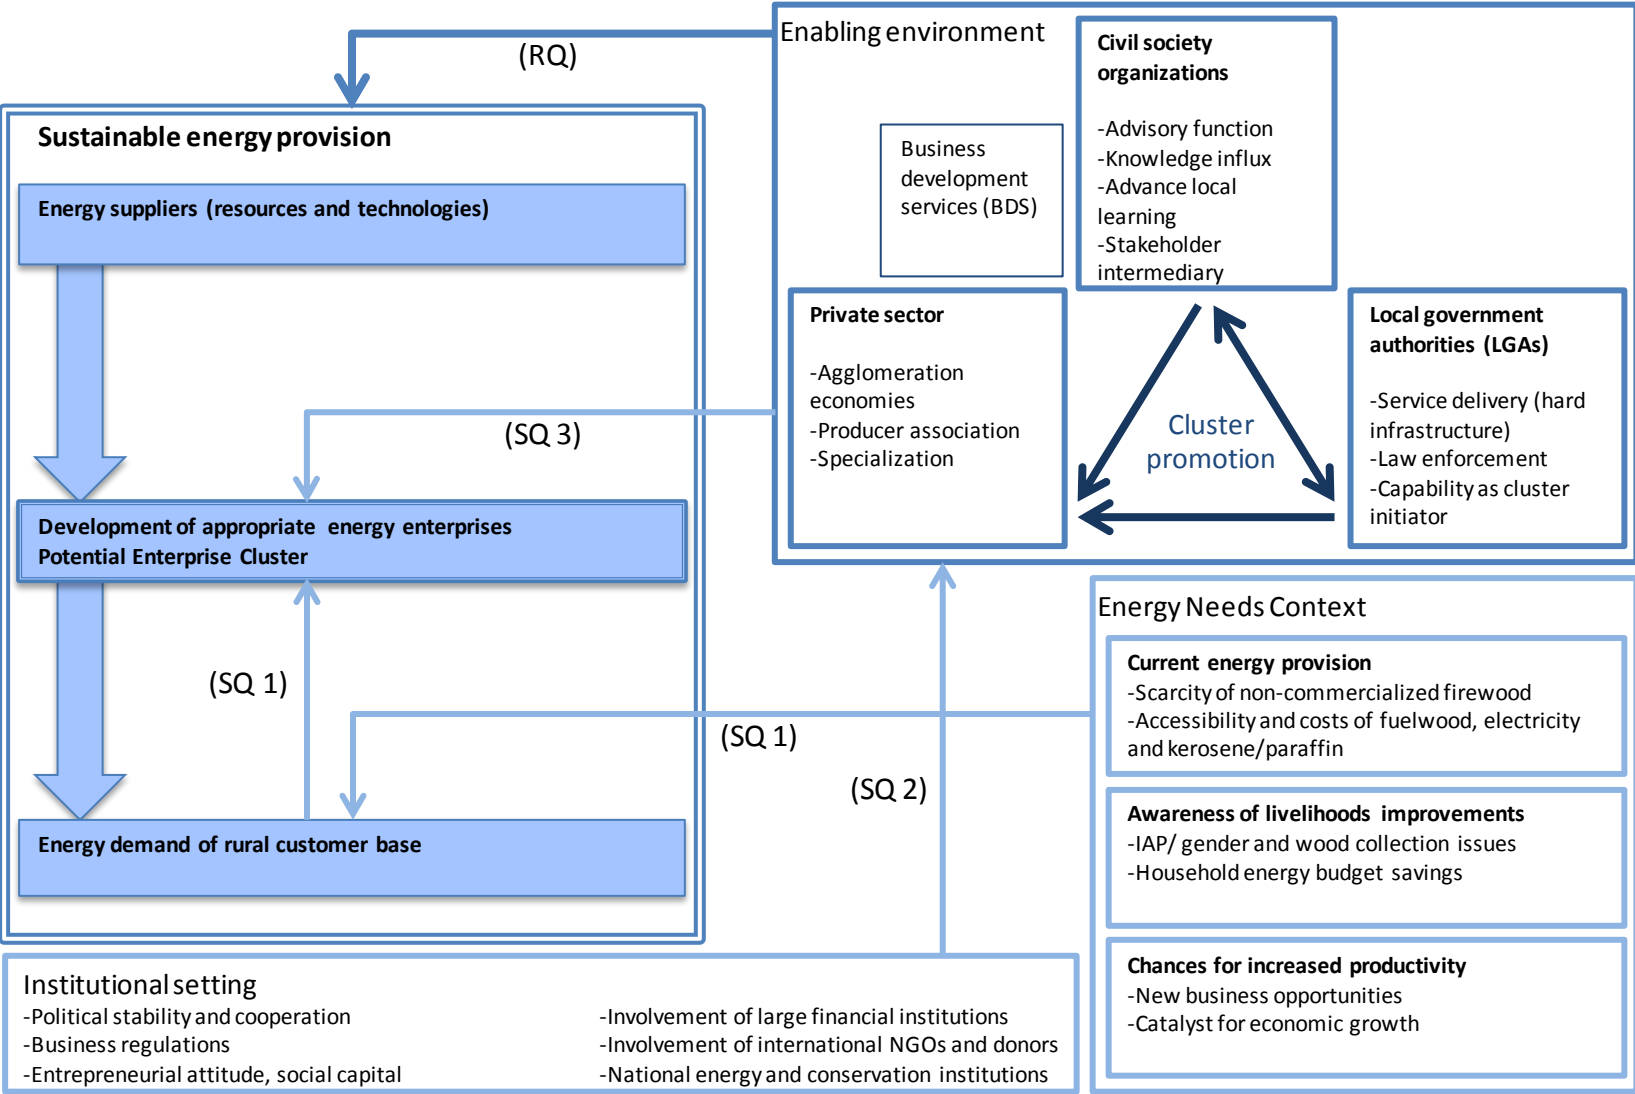 Enabling environment
(RQ)
Civil society
organizations
-Advisory function
-Knowledge influx
-Advance local
learning
-Stakeholder
intermediary
Business
development
services (BDS)
Private sector
-Agglomeration
economies
-Producer association
-Specialization
Cluster
promotion
Local government
authorities (LGAs)
-Service delivery (hard
infrastructure)
-Law enforcement
-Capability as cluster
initiator
Sustainable energy provision
Energy suppliers (resources and technologies)
(SQ 3)
Development of appropriate energy enterprises
Potential Enterprise Cluster
(SQ 1)
(SQ 1)
(SQ 2)
Energy demand of rural customer base
Energy Needs Context
Current energy provision
-Scarcity of non-commercialized firewood
-Accessibility and costs of fuelwood, electricity
and kerosene/paraffin
Awareness of livelihoods improvements
-IAP/ gender and wood collection issues
-Household energy budget savings
Chances for increased productivity
-New business opportunities
-Catalyst for economic growth
Institutional setting
-Political stability and cooperation
-Business regulations
-Entrepreneurial attitude, social capital
-Involvement of large financial institutions
-Involvement of international NGOs and donors
-National energy and conservation institutions